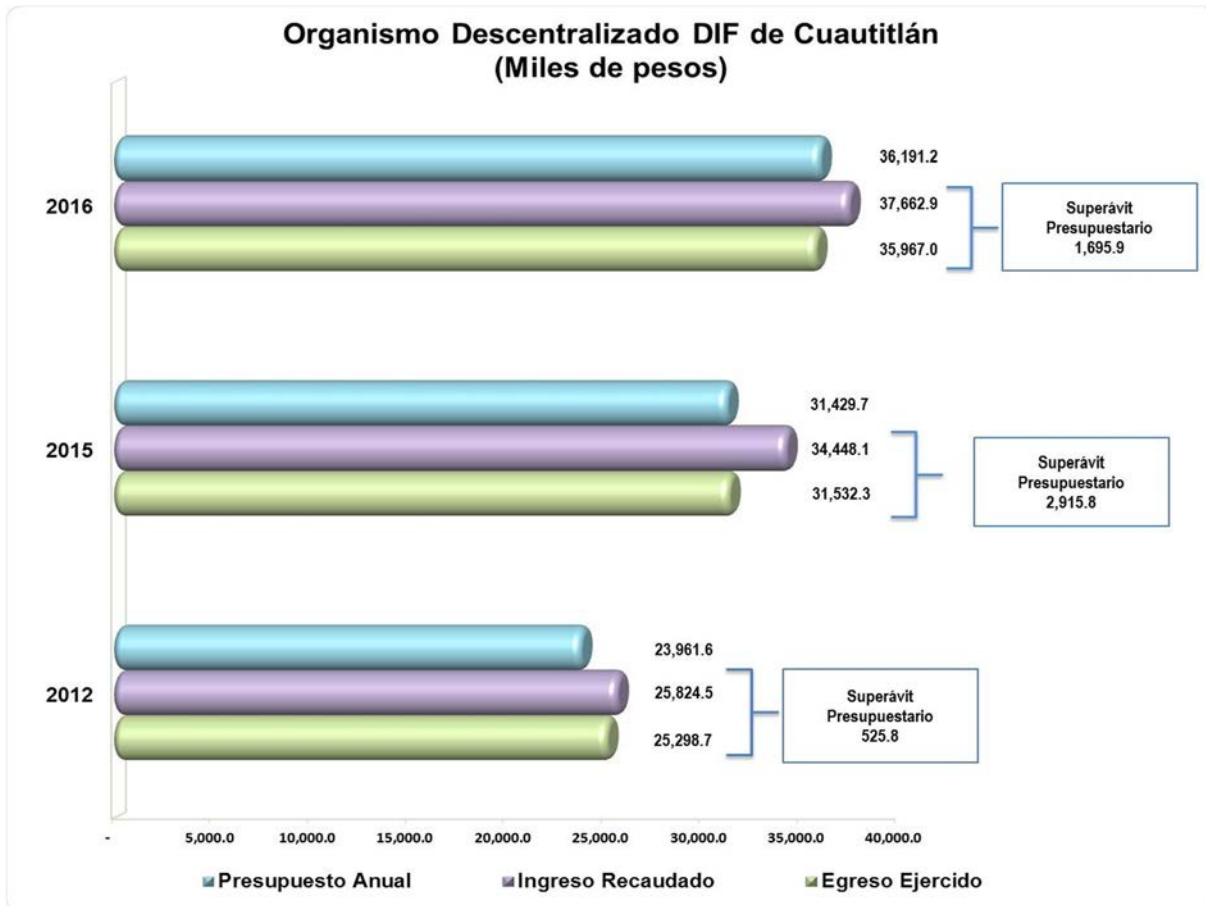 Organismo Descentralizado DIF de Cuautitlán
(Miles de pesos)
2016
36,191.2
37,662.9
35,967.0
Superávit
Presupuestario
1,695.9
2015
31,429.7
34,448.1
31,532.3
Superávit
Presupuestario
2,915.8
2012
23,961.6
25,824.5
25,298.7
Superávit
Presupuestario
525.8
- 5,000.0 10,000.0 15,000.0 20,000.0 25,000.0 30,000.0 35,000.0 40,000.0
Presupuesto Anual Ingreso Recaudado Egreso Ejercido